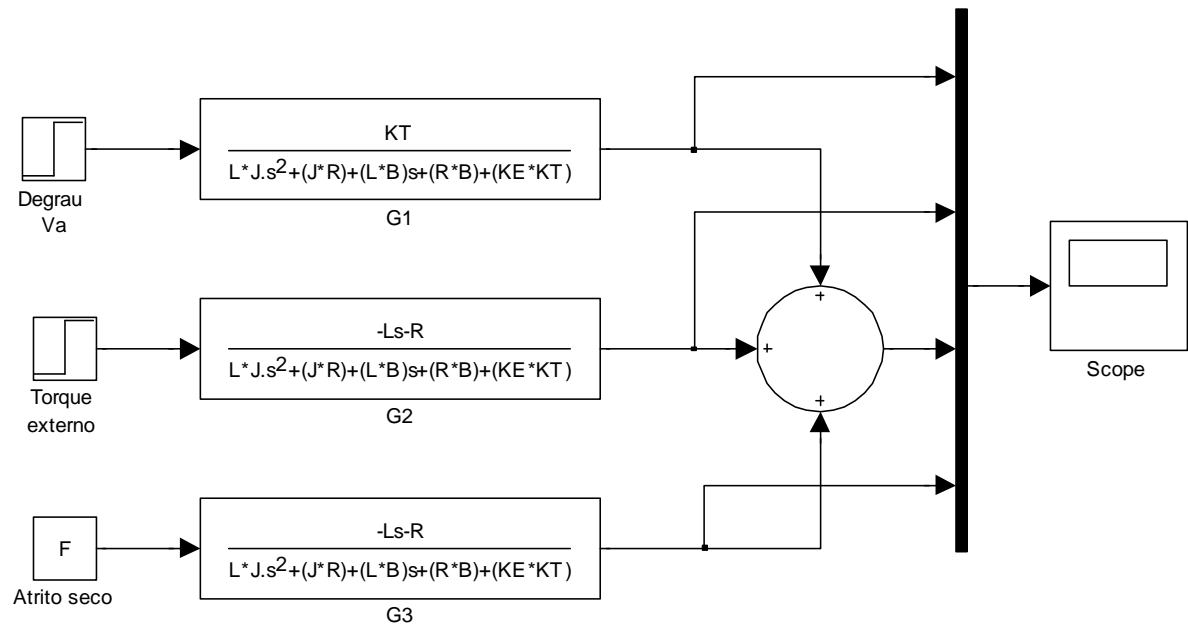 Degrau
Va
KT
L*J.s2+(J*R)+(L*B)s+(R*B)+(KE*KT)
G1
Torque
externo
-Ls-R
L*J.s2+(J*R)+(L*B)s+(R*B)+(KE*KT)
G2
F
Atrito seco
-Ls-R
L*J.s2+(J*R)+(L*B)s+(R*B)+(KE*KT)
G3
+
+
+
Scope